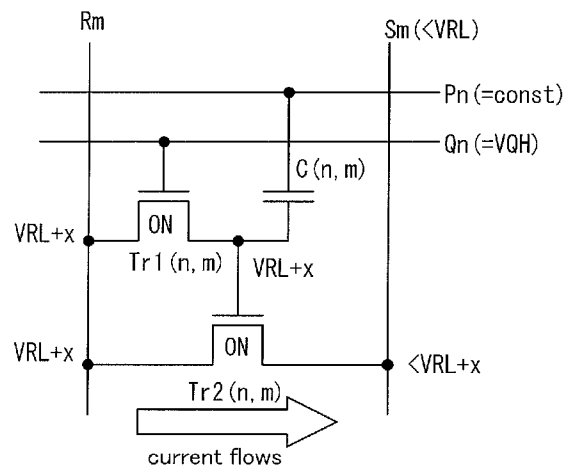 Rm
Sm(<VRL)
Pn(=const)
Qn(=VQH)
C(n,m)
ON
VRL+x
Tr1(n,m)
VRL+x
VRL+x
ON
<VRL+x
Tr2(n,m)
current flows